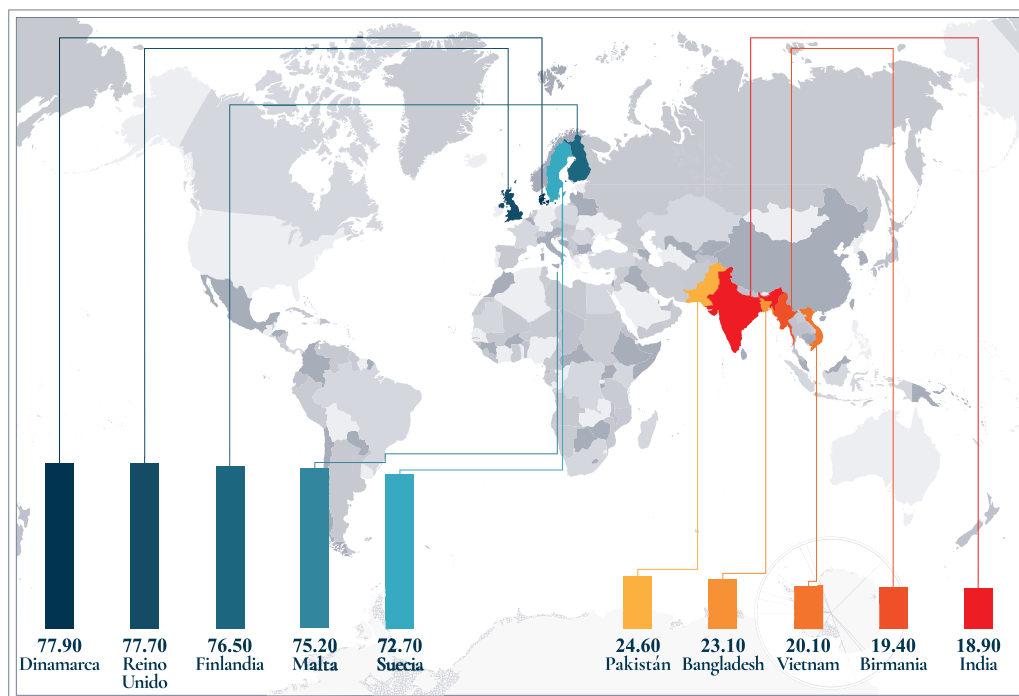 77.90
Dinamarca
77.70
Reino
Unido
76.50
Finlandia
75.20
Malta
72.70
Suecia
24.60
Pakistán
23.10
Bangladesh
20.10
Vietnam
19.40
Birmania
18.90
India